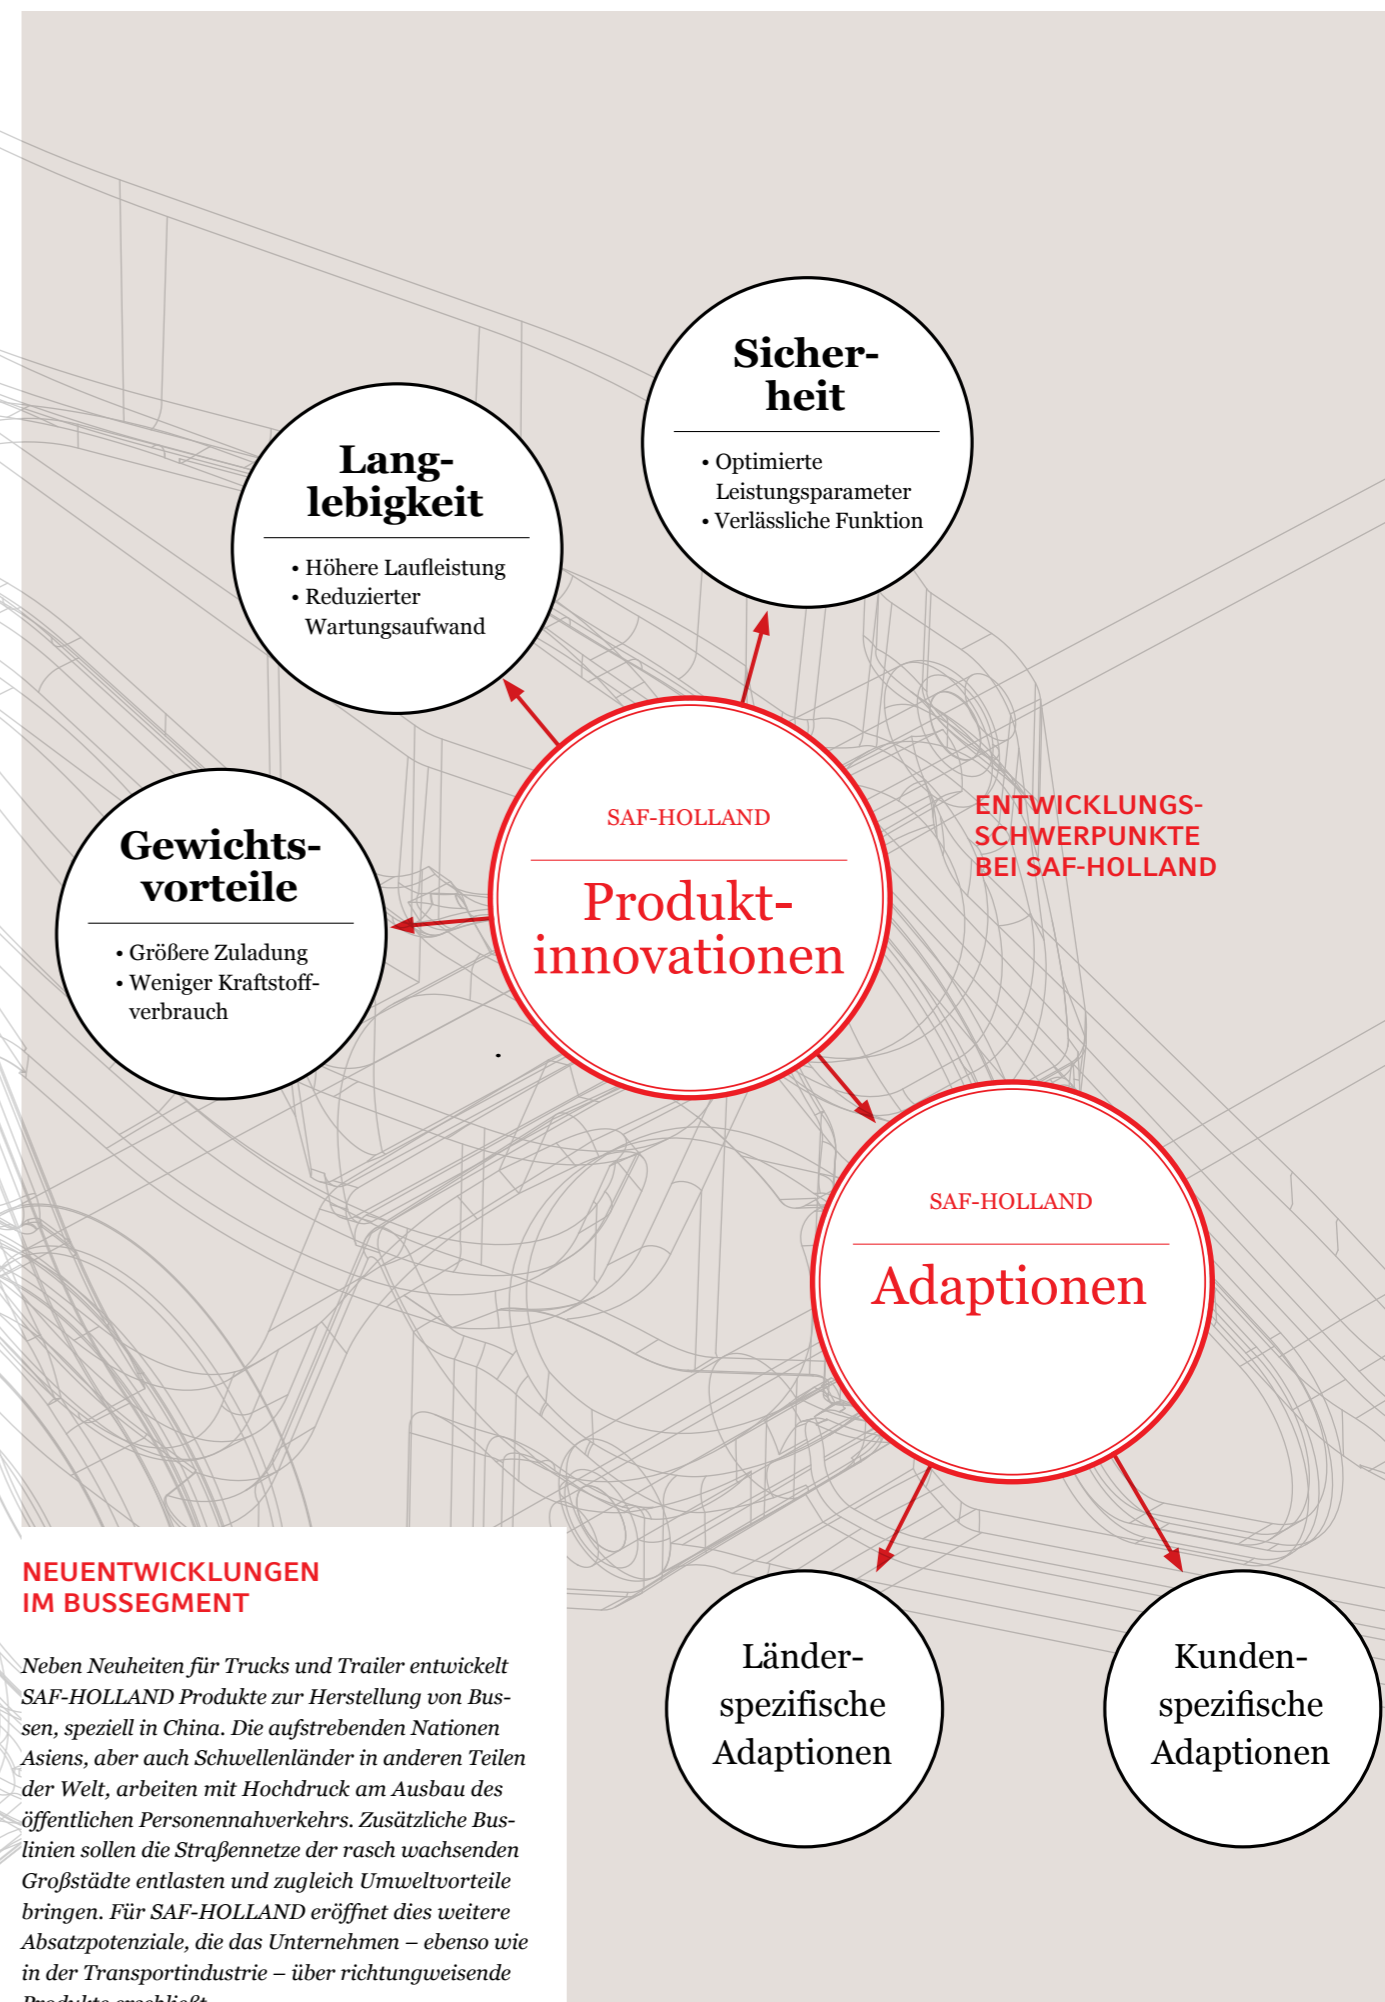 Sicher-
heit
• Optimierte
Leistungsparameter
• Verlässliche Funktion
Lang-
lebigkeit
• Höhere Laufleistung
• Reduzierter
Wartungsaufwand
Gewichts-
vorteile
• Größere Zuladung
• Weniger Kraftstoff-
verbrauch
SAF-HOLLAND
Produkt-
innovationen
ENTWICKLUNGS-
SCHWERPUNKTE
BEI SAF-HOLLAND
SAF-HOLLAND
Adaptionen
Länder-
spezifische
Adaptionen
Kunden-
spezifische
Adaptionen
NEUENTWICKLUNGEN
IM BUSSEGMENT
Neben Neuheiten für Trucks und Trailer entwickelt
SAF-HOLLAND Produkte zur Herstellung von Bus-
sen, speziell in China. Die aufstrebenden Nationen
Asiens, aber auch Schwellenländer in anderen Teilen
der Welt, arbeiten mit Hochdruck am Ausbau des
öffentlichen Personennahverkehrs. Zusätzliche Bus-
linien sollen die Straßennetze der rasch wachsenden
Großstädte entlasten und zugleich Umweltvorteile
bringen. Für SAF-HOLLAND eröffnet dies weitere
Absatzpotenziale, die das Unternehmen – ebenso wie
in der Transportindustrie – über richtungweisende
Produkte erschließt